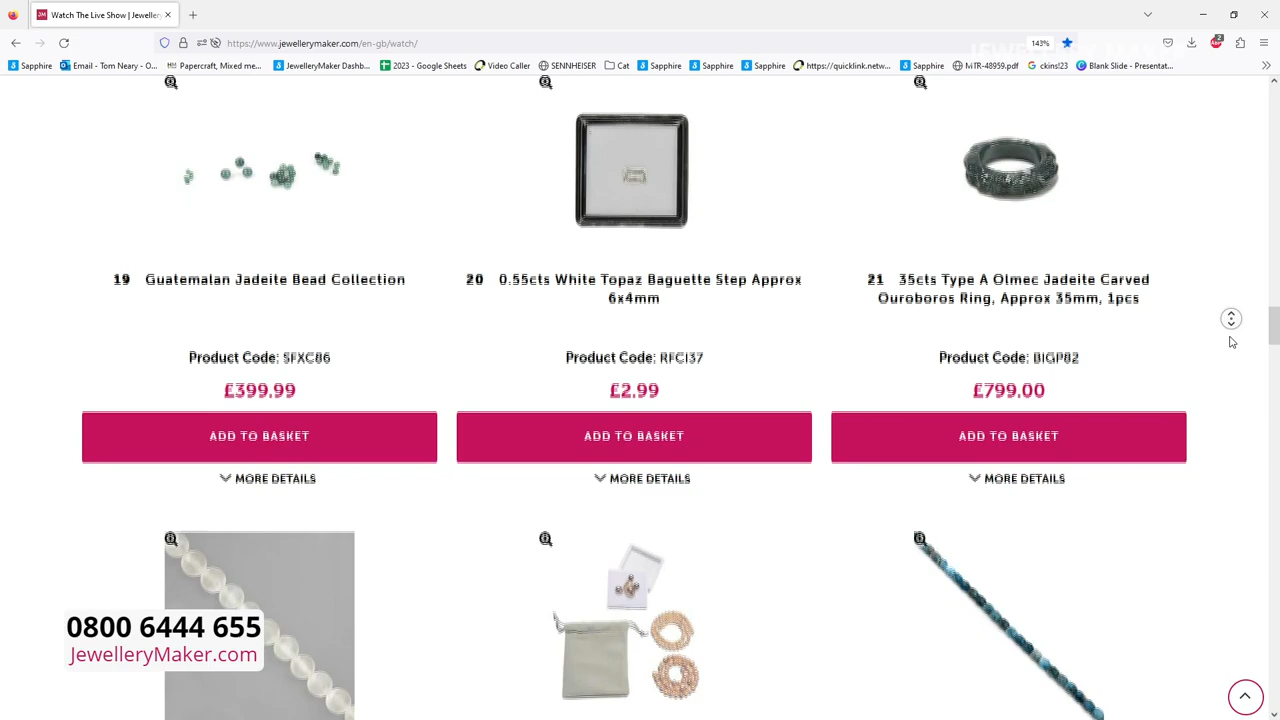 Watch The Live Show | Jewellery
https://www.jewellerymaker.com/en-gb/watch/
143%
2
Sapphire
Email - Tom Neary - O...
Papercraft, Mixed me...
JewelleryMaker Dashb...
2023 - Google Sheets
Video Caller
SENNHEISER
Cat
Sapphire
Sapphire
Sapphire
https://quicklink.netw...
Sapphire
MTR-48959.pdf
ckins!23
Blank Slide - Presentat...
19 Guatemalan Jadeite Bead Collection
Product Code: SFXC86
£399.99
ADD TO BASKET
MORE DETAILS
20 0.55cts White Topaz Baguette Step Approx
6x4mm
Product Code: RFCI37
£2.99
ADD TO BASKET
MORE DETAILS
21 35cts Type A Olmec Jadeite Carved
Ouroboros Ring, Approx 35mm, 1pcs
Product Code: BIGP82
£799.00
ADD TO BASKET
MORE DETAILS
0800 6444 655
JewelleryMaker.com